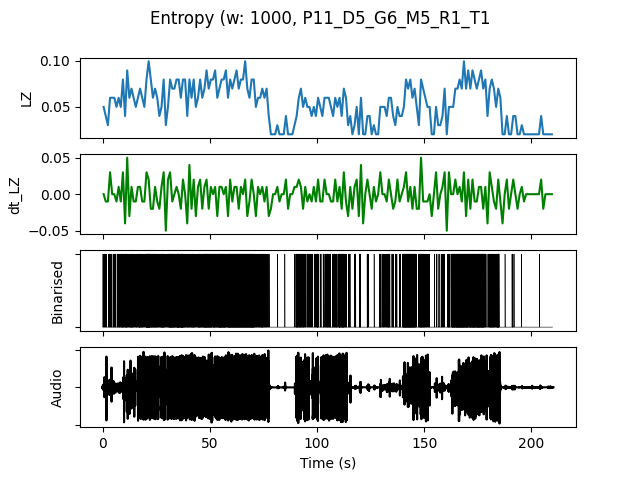 Entropy (w: 1000, P11_D5_G6_M5_R1_T1
0.10
0.05
LZ
0.05
0.00
−0.05
dt_LZ
Binarised
Audio
0
50
100
150
200
Time (s)